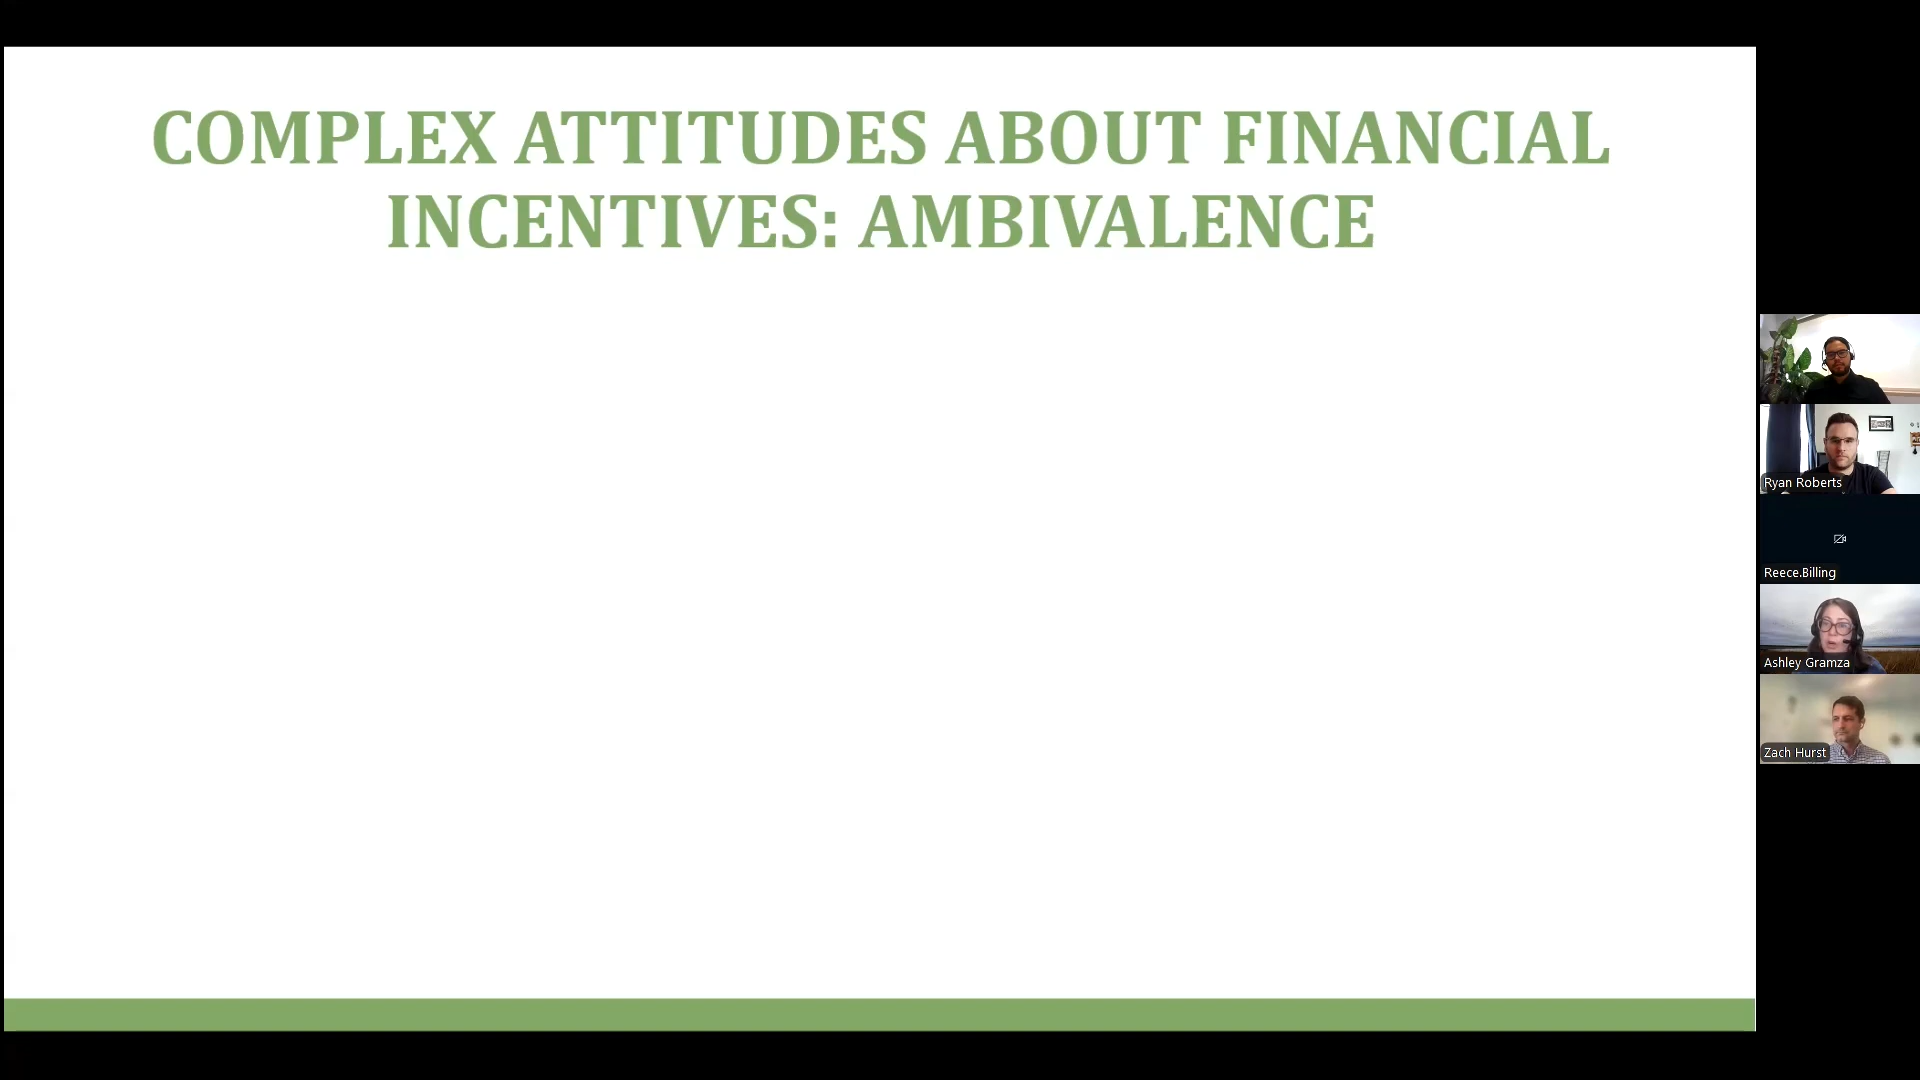 COMPLEX ATTITUDES ABOUT FINANCIAL
INCENTIVES: AMBIVALENCE
Ryan Roberts
Reece.Billing
Ashley Gramza
Zach Hurst